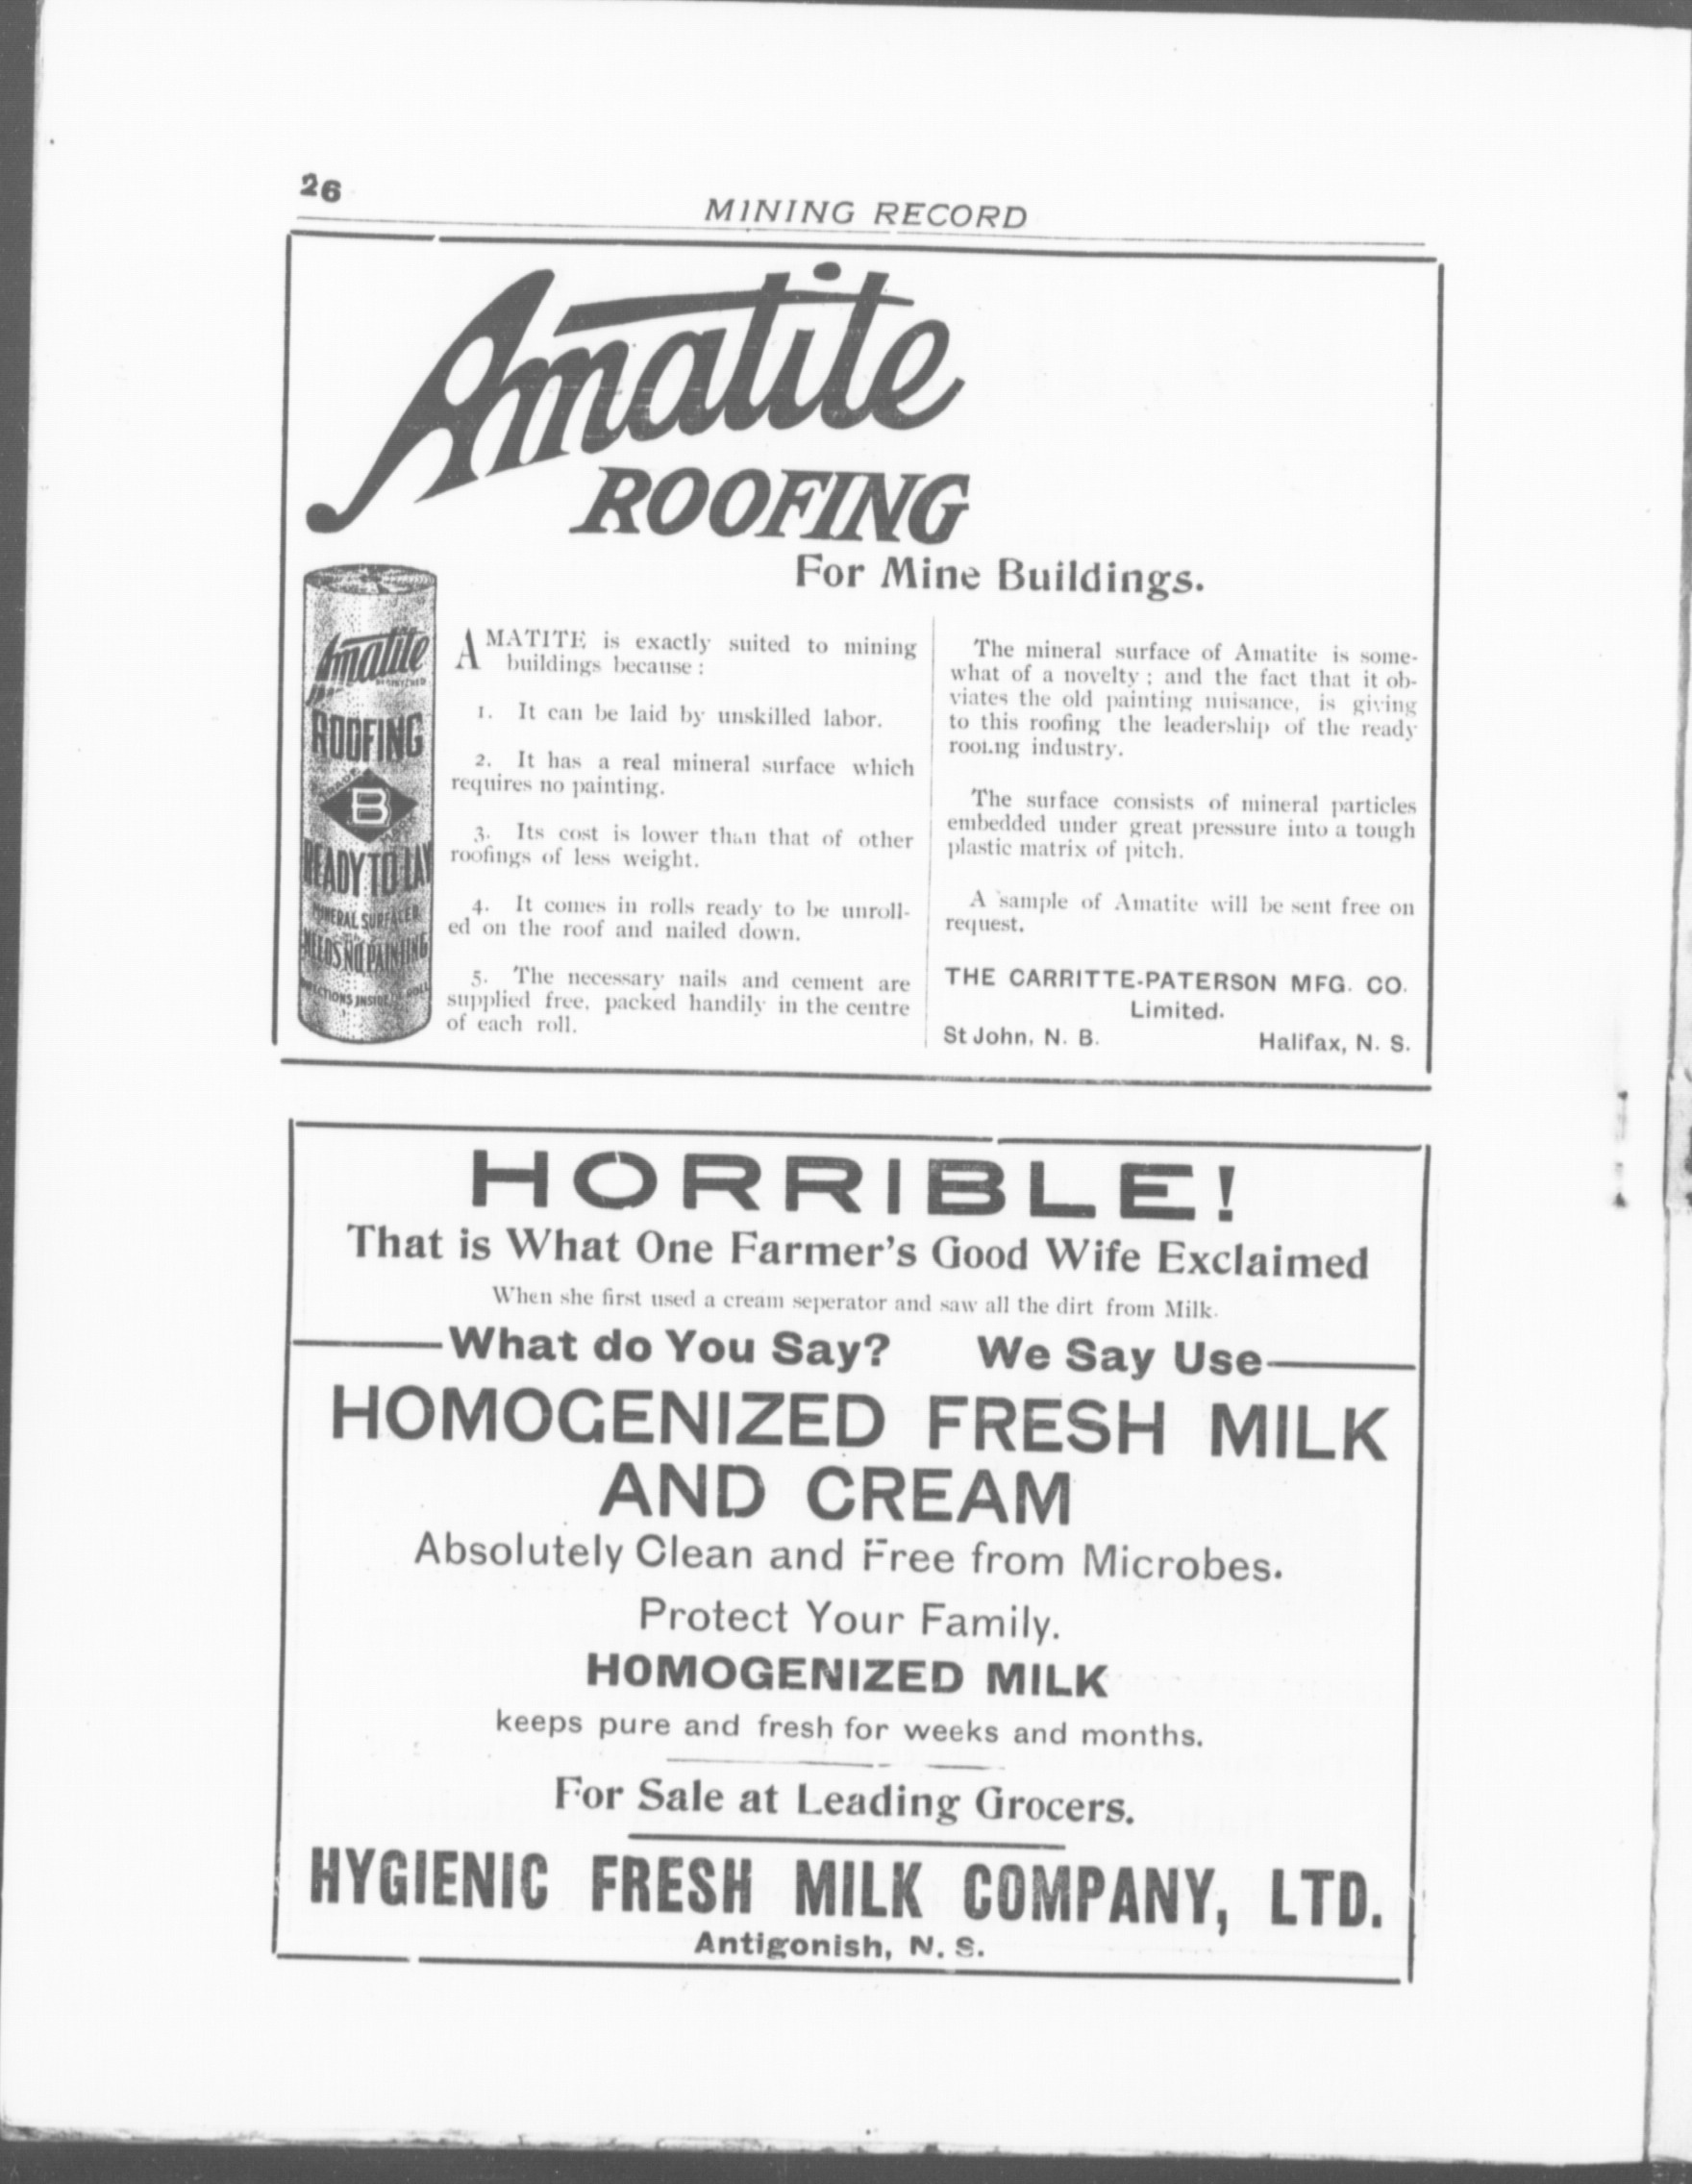 26
MINING RECORD
Amatite
ROOFING
For Mine Buildings.
Amatite
REGISTERED
ROOFING
TRADE
B
MARK
READY TO LAY
MINERAL SURFACED
NEEDS NO PAINTING
DIRECTIONS INSIDE OF ROLL
AMATITE is exactly suited to mining
buildings because :
1. It can be laid by unskilled labor.
2. It has a real mineral surface which
requires no painting.
3. Its cost is lower than that of other
roofings of less weight.
4. It comes in rolls ready to be unroll-
ed on the roof and nailed down.
5. The necessary nails and cement are
supplied free, packed handily in the centre
of each roll.
The mineral surface of Amatite is some-
what of a novelty ; and the fact that it ob-
viates the old painting nuisance, is giving
to this roofing the leadership of the ready
roofing industry.
The surface consists of mineral particles
embedded under great pressure into a tough
plastic matrix of pitch.
A sample of Amatite will be sent free on
request.
THE CARRITTE-PATERSON MFG. CO.
Limited.
St John, N. B. Halifax, N. S.
HORRIBLE!
That is What One Farmer's Good Wife Exclaimed
When she first used a cream seperator and saw all the dirt from Milk.
What do You Say? We Say Use
HOMOGENIZED FRESH MILK
AND CREAM
Absolutely Clean and Free from Microbes.
Protect Your Family.
HOMOGENIZED MILK
keeps pure and fresh for weeks and months.
For Sale at Leading Grocers.
HYGIENIC FRESH MILK COMPANY, LTD.
Antigonish, N. S.